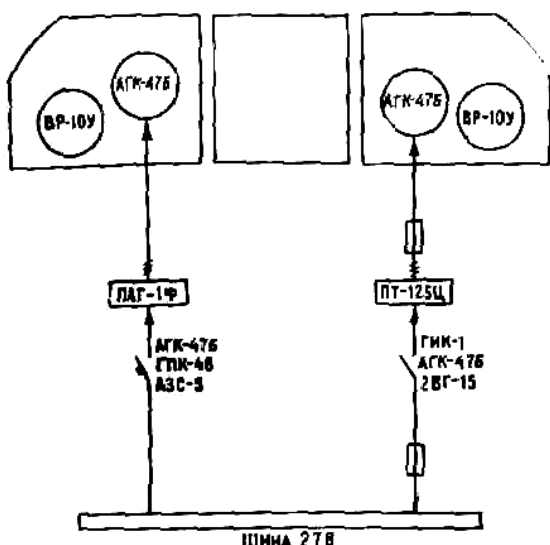 АГК-47Б
ВР-10У
АГК-47Б
ВР-10У
ПАГ-1Ф
ПТ-125Ц
АГК-47Б
ГПК-48
АЗС-5
ГИК-1
АГК-47Б
2ВГ-15
ШИНА 27В